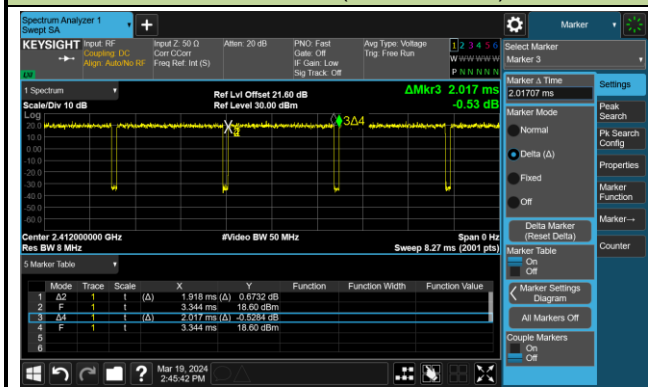 Spectrum Analyzer 1
Swept SA
+
Marker
KEYSIGHT Input: RF Input Z: 50 Ω Atten: 20 dB PNO: Fast Avg Type: Voltage 1 2 3 4 5 6
Coupling: DC Corr CCorr Gate: Off Trig: Free Run
Align: Auto/No RF Freq Ref: Int (S) IF Gain: Low W W W W W W
Sig Track: Off P N N N N N
LXI
Select Marker
Marker 3
1 Spectrum
Ref Lvl Offset 21.60 dB ΔMkr3 2.017 ms
Scale/Div 10 dB Ref Level 30.00 dBm -0.53 dB
Log
20.0
10.0
0.00
-10.0
-20.0
-30.0
-40.0
-50.0
-60.0
X2
3Δ4
Center 2.412000000 GHz #Video BW 50 MHz Span 0 Hz
Res BW 8 MHz Sweep 8.27 ms (2001 pts)
5 Marker Table
Mode Trace Scale X Y Function Function Width Function Value
1 Δ2 1 t (Δ) 1.918 ms (Δ) 0.6732 dB
2 F 1 t 3.344 ms 18.60 dBm
3 Δ4 1 t (Δ) 2.017 ms (Δ) -0.5284 dB
4 F 1 t 3.344 ms 18.60 dBm
5
6
Marker Δ Time
2.01707 ms
Marker Mode
Normal
Delta (Δ)
Fixed
Off
Delta Marker
(Reset Delta)
Marker Table
On
Off
Marker Settings
Diagram
All Markers Off
Couple Markers
On
Off
Settings
Peak
Search
Pk Search
Config
Properties
Marker
Function
Marker→
Counter
?
Mar 19, 2024
2:45:42 PM